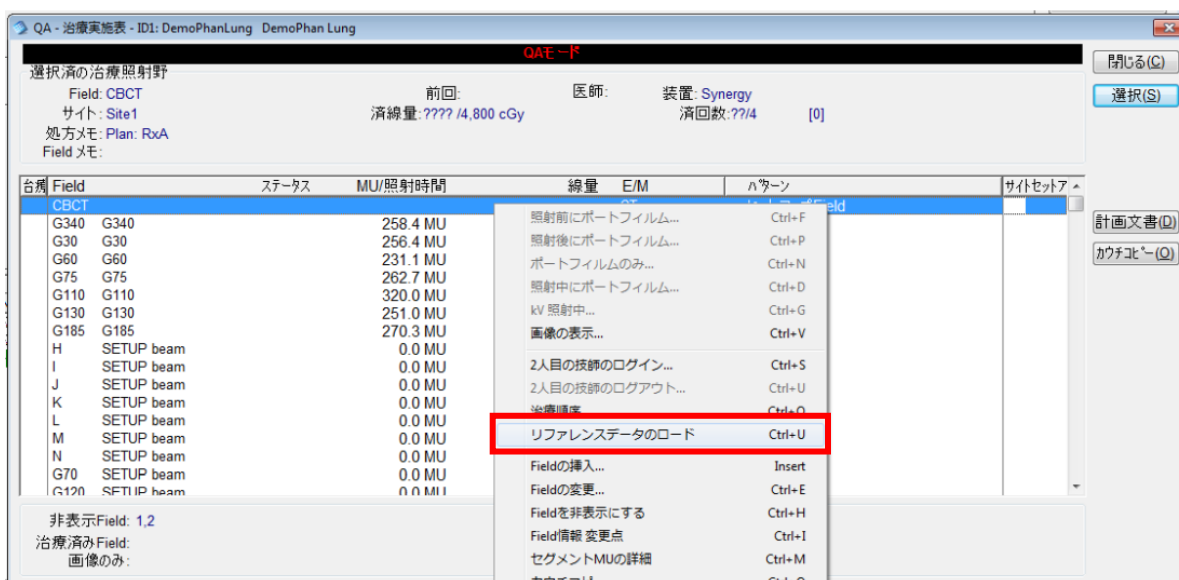 QA - 治療実施表 - ID1: DemoPhanLung DemoPhan Lung
QAモード
閉じる(C)
選択済の治療照射野
Field: CBCT 前回: 医師: 装置: Synergy
選択(S)
サイト: Site1 済線量: ???? /4,800 cGy 済回数:??/4 [0]
処方メモ: Plan: RxA
Field メモ:
Field ステータス MU/照射時間 線量 E/M パターン サイトセットア
CBCT
G340 G340 258.4 MU
G30 G30 256.4 MU
G60 G60 231.1 MU
G75 G75 262.7 MU
G110 G110 320.0 MU
G130 G130 251.0 MU
G185 G185 270.3 MU
H SETUP beam 0.0 MU
I SETUP beam 0.0 MU
J SETUP beam 0.0 MU
K SETUP beam 0.0 MU
L SETUP beam 0.0 MU
M SETUP beam 0.0 MU
N SETUP beam 0.0 MU
G70 SETUP beam 0.0 MU
G120 SETUP beam 0.0 MU
照射前にポートフィルム... Ctrl+F
照射後にポートフィルム... Ctrl+P
ポートフィルムのみ... Ctrl+N
照射中にポートフィルム... Ctrl+D
kV 照射中... Ctrl+G
画像の表示... Ctrl+V
2人目の技師のログイン... Ctrl+S
2人目の技師のログアウト... Ctrl+U
治療順序 Ctrl+O
リファレンスデータのロード Ctrl+U
Fieldの挿入... Insert
Fieldの変更... Ctrl+E
Fieldを非表示にする Ctrl+H
Field情報 変更点 Ctrl+I
セグメントMUの詳細 Ctrl+M
計画文書(D)
カウチコピー(O)
非表示Field: 1,2
治療済みField:
画像のみ: